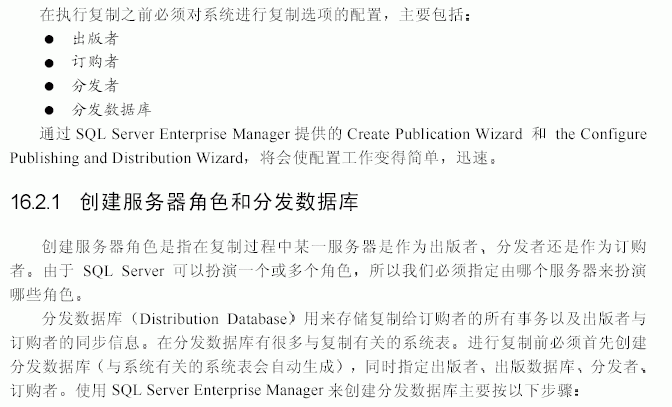 在执行复制之前必须对系统进行复制选项的配置，主要包括：
● 出版者
● 订购者
● 分发者
● 分发数据库
通过 SQL Server Enterprise Manager 提供的 Create Publication Wizard 和 the Configure
Publishing and Distribution Wizard，将会使配置工作变得简单，迅速。
16.2.1 创建服务器角色和分发数据库
创建服务器角色是指在复制过程中某一服务器是作为出版者、分发者还是作为订购
者。由于 SQL Server 可以扮演一个或多个角色，所以我们必须指定由哪个服务器来扮演
哪些角色。
分发数据库（Distribution Database）用来存储复制给订购者的所有事务以及出版者与
订购者的同步信息。在分发数据库有很多与复制有关的系统表。进行复制前必须首先创建
分发数据库（与系统有关的系统表会自动生成），同时指定出版者、出版数据库、分发者、
订购者。使用 SQL Server Enterprise Manager 来创建分发数据库主要按以下步骤：